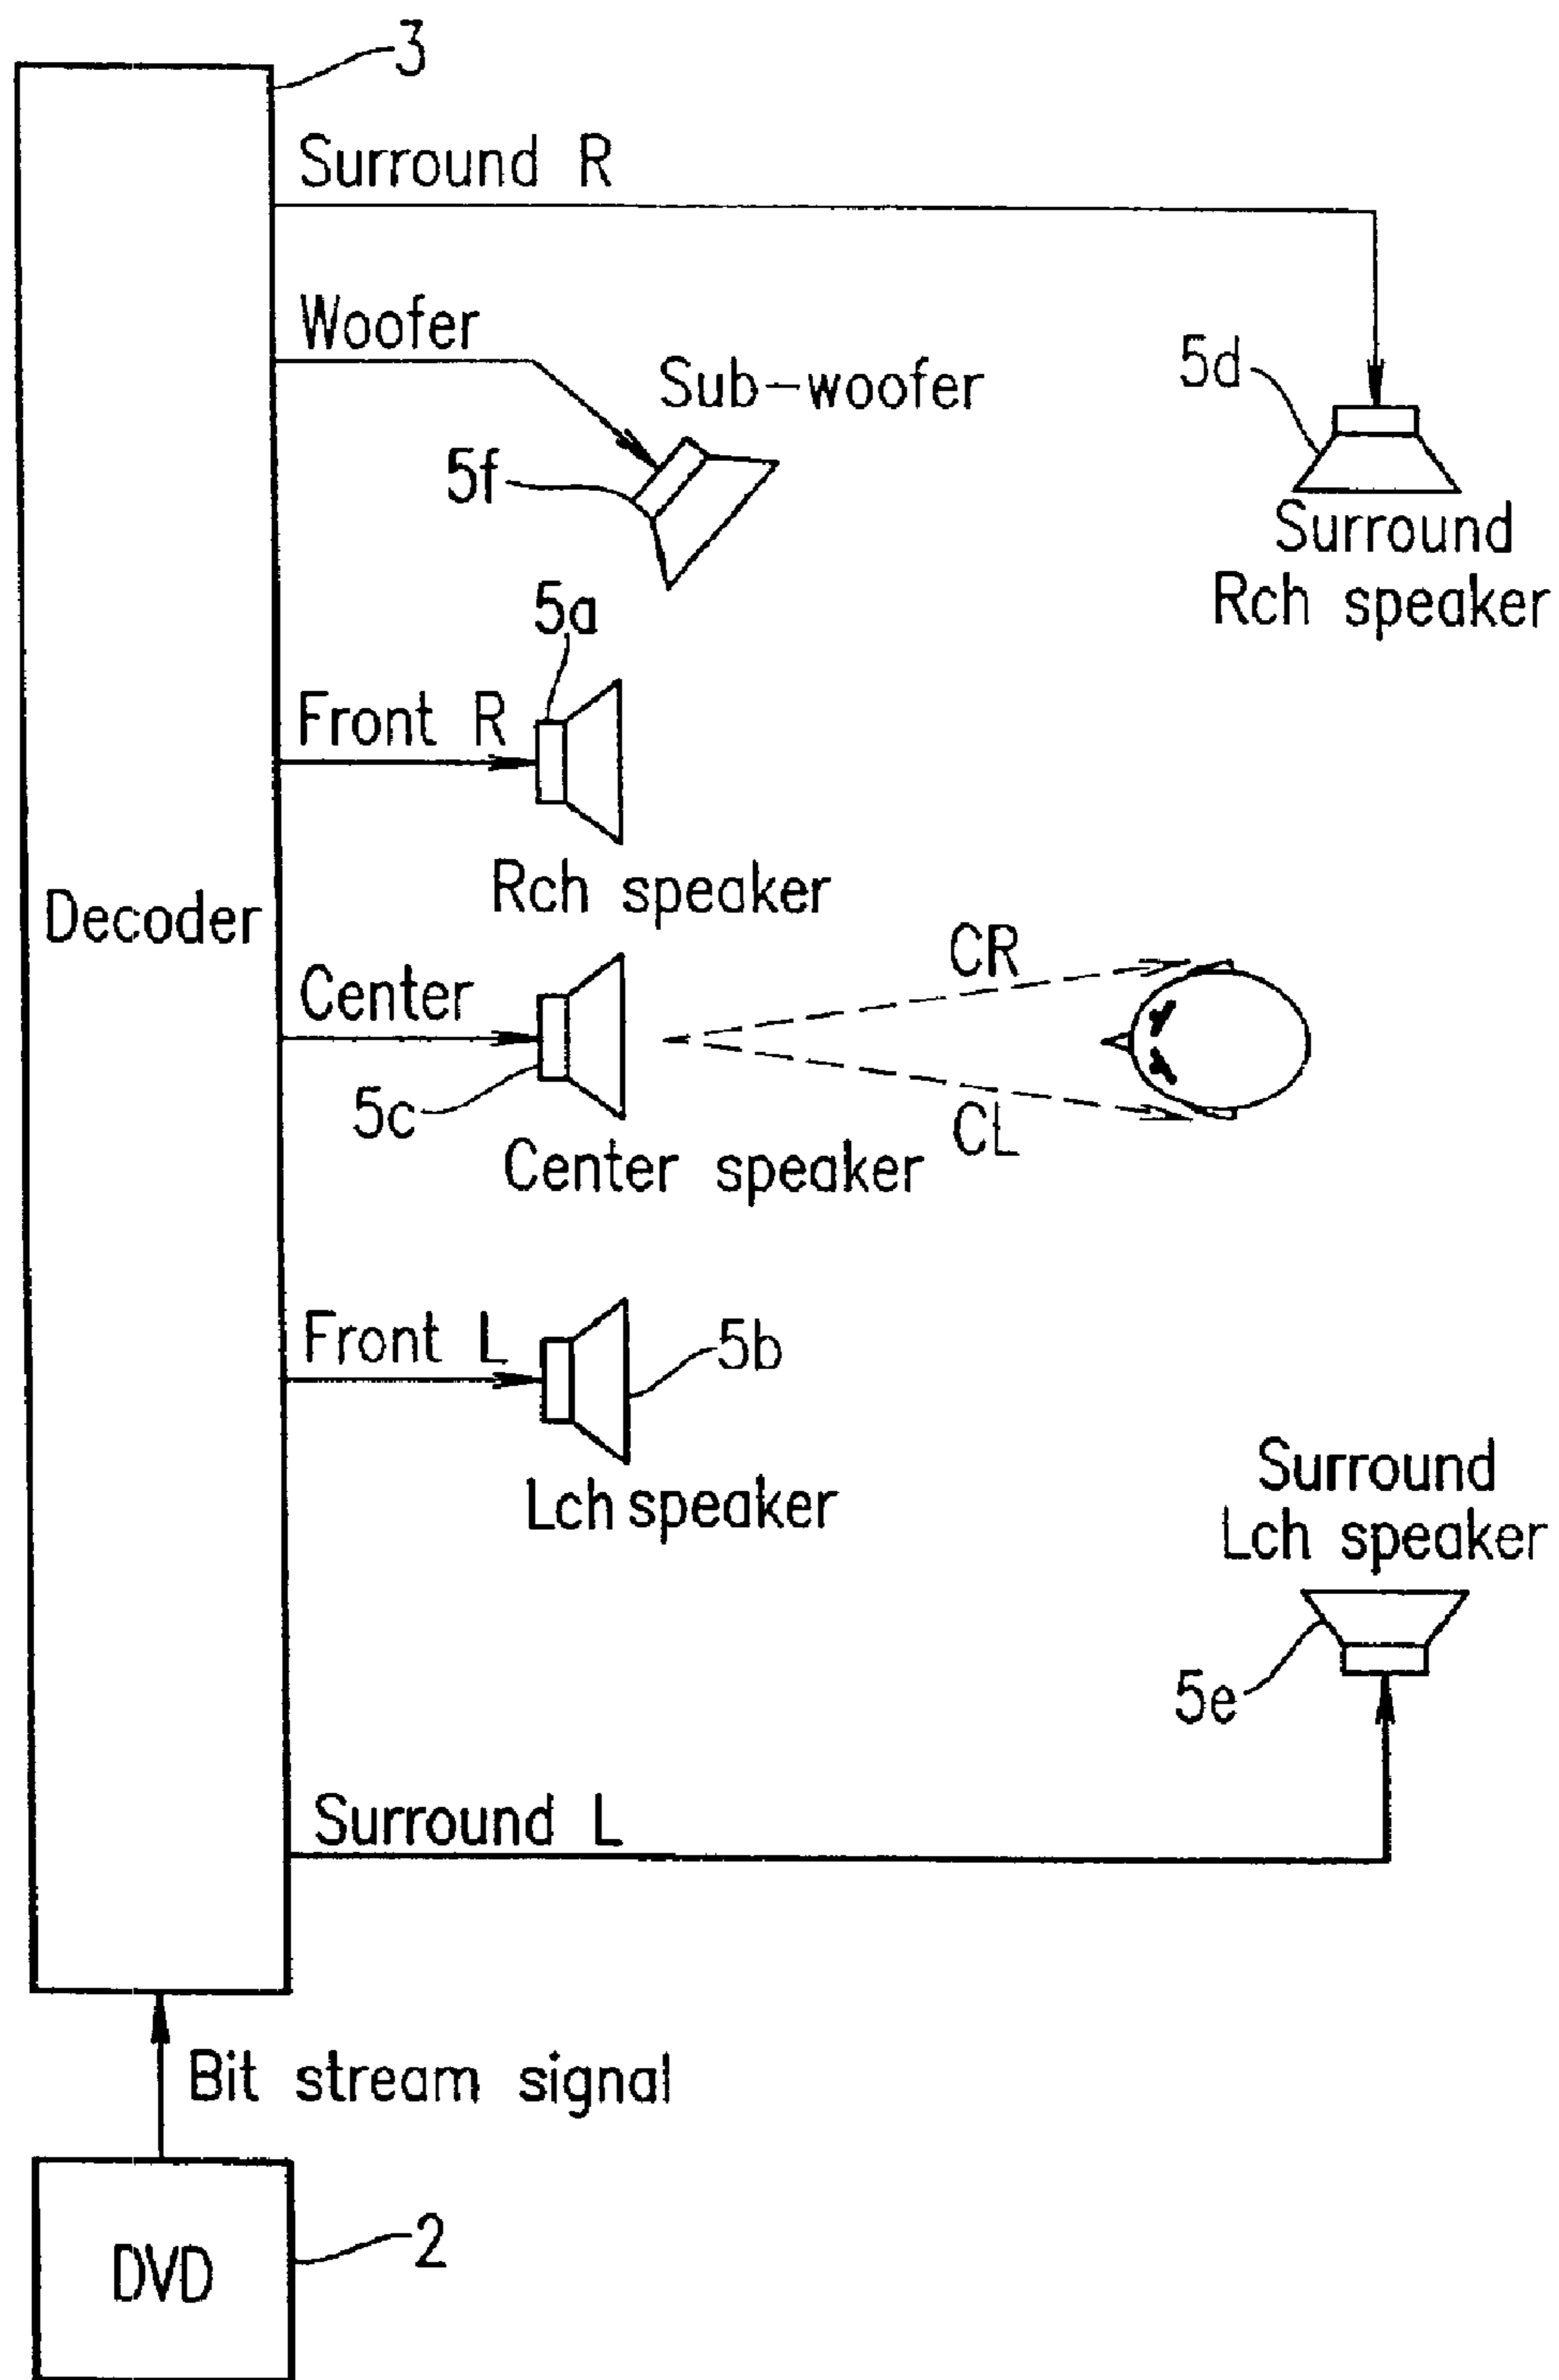 3
Surround R
Woofer
Sub-woofer
5d
5f
Surround
Rch speaker
5a
Front R
Rch speaker
Decoder
CR
Center
5c
CL
Center speaker
Front L
5b
Lch speaker
Surround
Lch speaker
5e
Surround L
Bit stream signal
DVD
2